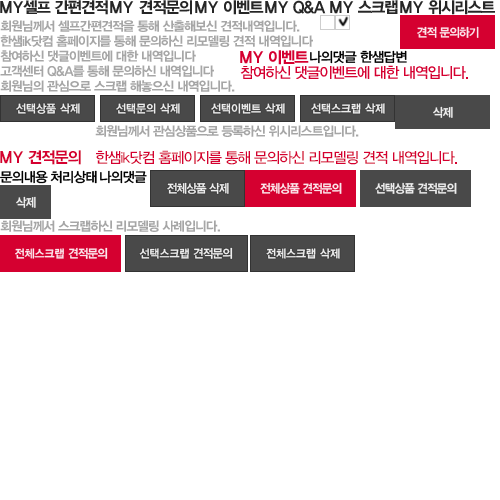 MY셀프 간편견적 MY 견적문의 MY 이벤트 MY Q&A MY 스크랩 MY 위시리스트
회원님께서 셀프간편견적을 통해 산출해보신 견적내역입니다.
견적 문의하기
한샘ik닷컴 홈페이지를 통해 문의하신 리모델링 견적 내역입니다
참여하신 댓글이벤트에 대한 내역입니다
MY 이벤트 나의댓글 한샘답변
고객센터 Q&A를 통해 문의하신 내역입니다
참여하신 댓글이벤트에 대한 내역입니다.
회원님의 관심으로 스크랩 해놓으신 내역입니다.
선택상품 삭제 선택문의 삭제 선택이벤트 삭제 선택스크랩 삭제 삭제
회원님께서 관심상품으로 등록하신 위시리스트입니다.
MY 견적문의 한샘ik닷컴 홈페이지를 통해 문의하신 리모델링 견적 내역입니다.
문의내용 처리상태 나의댓글
전체상품 삭제 전체상품 견적문의 선택상품 견적문의
삭제
회원님께서 스크랩하신 리모델링 사례입니다.
전체스크랩 견적문의 선택스크랩 견적문의 전체스크랩 삭제